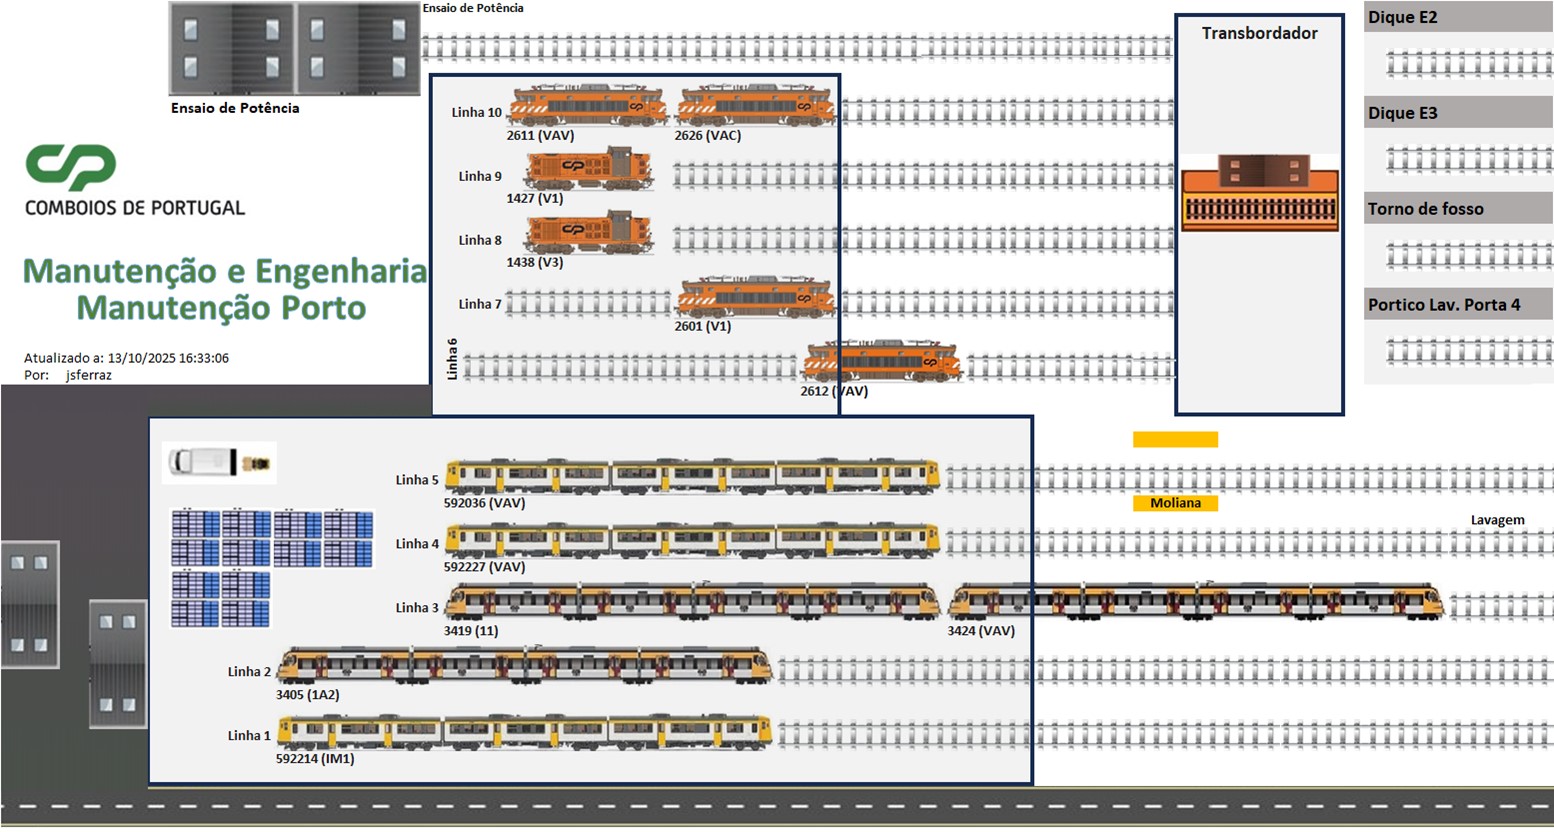 Ensaio de Potência
Ensaio de Potência
COMBOIOS DE PORTUGAL
Manutenção e Engenharia
Manutenção Porto
Atualizado a: 13/10/2025 16:33:06
Por: jsferraz
Linha 10
2611 (VAV)
2626 (VAC)
Linha 9
1427 (V1)
Linha 8
1438 (V3)
Linha 7
2601 (V1)
Linha 6
2612 (VAV)
Transbordador
Dique E2
Dique E3
Torno de fosso
Portico Lav. Porta 4
Linha 5
592036 (VAV)
Moliana
Lavagem
Linha 4
592227 (VAV)
Linha 3
3419 (11)
3424 (VAV)
Linha 2
3405 (1A2)
Linha 1
592214 (IM1)